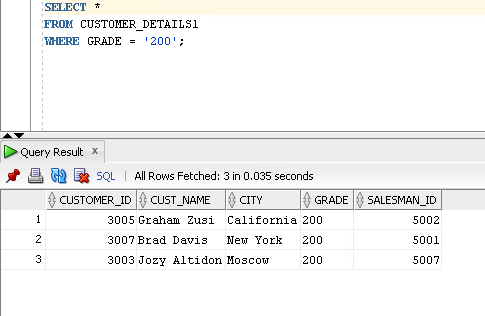 SELECT *
FROM CUSTOMER_DETAILS1
WHERE GRADE = '200';
Query Result x
SQL | All Rows Fetched: 3 in 0.035 seconds
CUSTOMER_ID CUST_NAME CITY GRADE SALESMAN_ID
1 3005 Graham Zusi California 200 5002
2 3007 Brad Davis New York 200 5001
3 3003 Jozy Altidon Moscow 200 5007